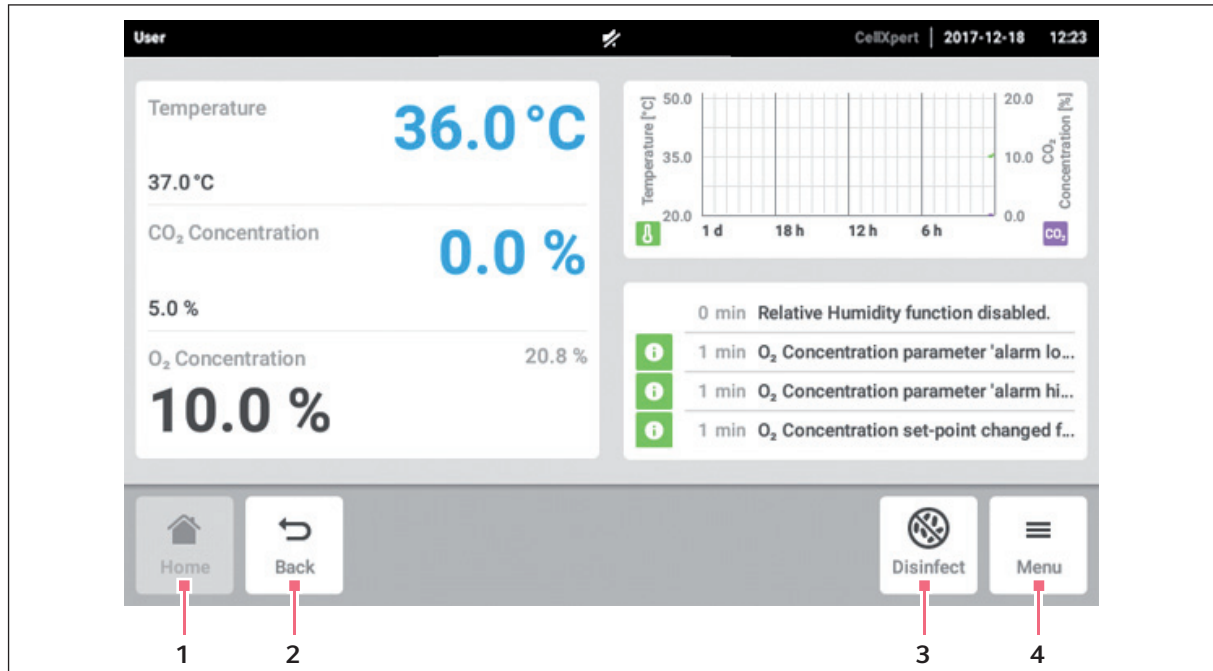 User CellXpert | 2017-12-18 12:23
Temperature 36.0 °C
37.0 °C
CO₂ Concentration 0.0 %
5.0 %
O₂ Concentration 20.8 %
10.0 %
Temperature [°C]
50.0
35.0
20.0
20.0
10.0
0.0
CO₂
Concentration [%]
1 d 18 h 12 h 6 h
CO₂
0 min Relative Humidity function disabled.
1 min O₂ Concentration parameter 'alarm lo...
1 min O₂ Concentration parameter 'alarm hi...
1 min O₂ Concentration set-point changed f...
Home Back Disinfect Menu
1 2 3 4